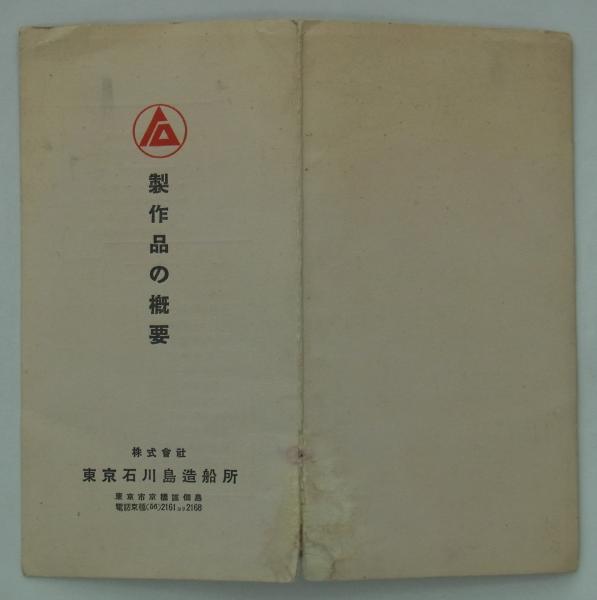 製作品の概要
株式會社
東京石川島造船所
東京市京橋區佃島
電話京橋(56)2161ヨリ2168